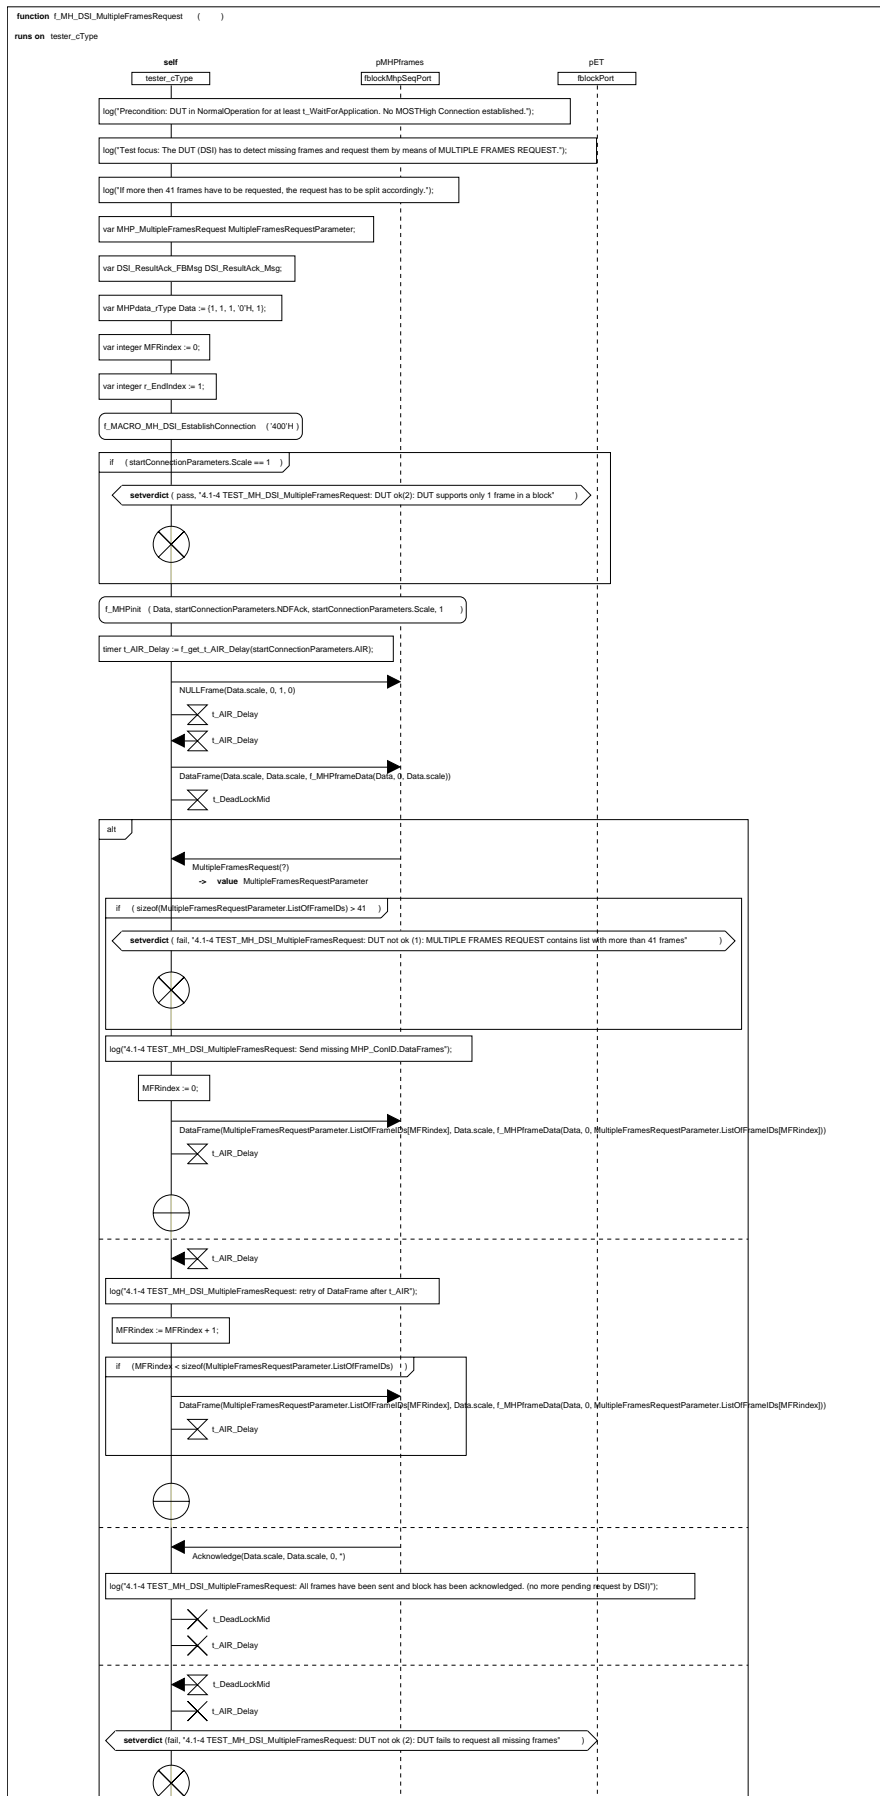 function f_MH_DSI_MultipleFramesRequest ( )
runs on tester_cType
self pMHPframes pET
tester_cType fblockMhpSeqPort fblockPort
log("Precondition: DUT in NormalOperation for at least t_WaitForApplication. No MOSTHigh Connection established.");
log("Test focus: The DUT (DSI) has to detect missing frames and request them by means of MULTIPLE FRAMES REQUEST.");
log("If more then 41 frames have to be requested, the request has to be split accordingly.");
var MHP_MultipleFramesRequest MultipleFramesRequestParameter;
var DSI_ResultAck_FBMsg DSI_ResultAck_Msg;
var MHPdata_rType Data := {1, 1, 1, '0'H, 1};
var integer MFRindex := 0;
var integer r_EndIndex := 1;
f_MACRO_MH_DSI_EstablishConnection ( '400'H )
if ( startConnectionParameters.Scale == 1 )
setverdict ( pass, "4.1-4 TEST_MH_DSI_MultipleFramesRequest: DUT ok(2): DUT supports only 1 frame in a block" )
f_MHPinit ( Data, startConnectionParameters.NDFAck, startConnectionParameters.Scale, 1 )
timer t_AIR_Delay := f_get_t_AIR_Delay(startConnectionParameters.AIR);
NULLFrame(Data.scale, 0, 1, 0)
t_AIR_Delay
t_AIR_Delay
DataFrame(Data.scale, Data.scale, f_MHPframeData(Data, 0, Data.scale))
t_DeadLockMid
alt
MultipleFramesRequest(?)
-> value MultipleFramesRequestParameter
if ( sizeof(MultipleFramesRequestParameter.ListOfFrameIDs) > 41 )
setverdict ( fail, "4.1-4 TEST_MH_DSI_MultipleFramesRequest: DUT not ok (1): MULTIPLE FRAMES REQUEST contains list with more than 41 frames" )
log("4.1-4 TEST_MH_DSI_MultipleFramesRequest: Send missing MHP_ConID.DataFrames");
MFRindex := 0;
DataFrame(MultipleFramesRequestParameter.ListOfFrameIDs[MFRindex], Data.scale, f_MHPframeData(Data, 0, MultipleFramesRequestParameter.ListOfFrameIDs[MFRindex]))
t_AIR_Delay
t_AIR_Delay
log("4.1-4 TEST_MH_DSI_MultipleFramesRequest: retry of DataFrame after t_AIR");
MFRindex := MFRindex + 1;
if (MFRindex < sizeof(MultipleFramesRequestParameter.ListOfFrameIDs) )
DataFrame(MultipleFramesRequestParameter.ListOfFrameIDs[MFRindex], Data.scale, f_MHPframeData(Data, 0, MultipleFramesRequestParameter.ListOfFrameIDs[MFRindex]))
t_AIR_Delay
Acknowledge(Data.scale, Data.scale, 0, *)
log("4.1-4 TEST_MH_DSI_MultipleFramesRequest: All frames have been sent and block has been acknowledged. (no more pending request by DSI)");
t_DeadLockMid
t_AIR_Delay
t_DeadLockMid
t_AIR_Delay
setverdict (fail, "4.1-4 TEST_MH_DSI_MultipleFramesRequest: DUT not ok (2): DUT fails to request all missing frames" )